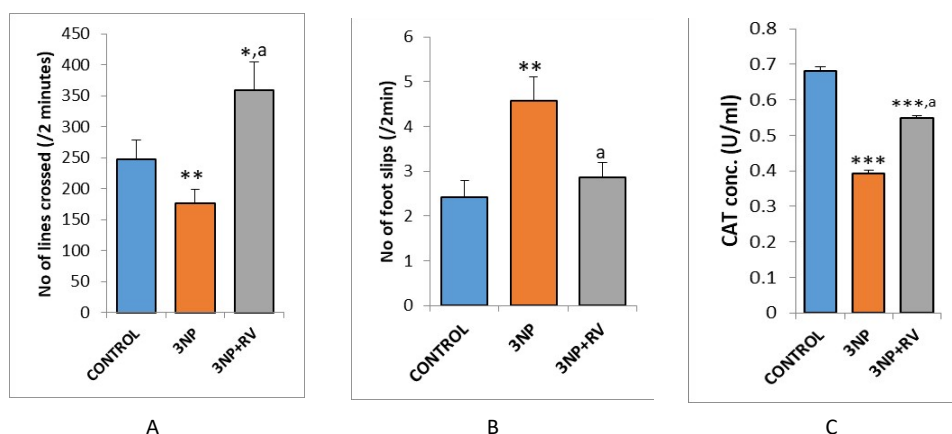 No of lines crossed (/2 minutes)
450
400
350
300
250
200
150
100
50
0
**
*,a
CONTROL
3NP
3NP+RV
A
No of foot slips (/2min)
6
5
4
3
2
1
0
**
a
CONTROL
3NP
3NP+RV
B
CAT conc. (U/ml)
0.8
0.7
0.6
0.5
0.4
0.3
0.2
0.1
0
***
***,a
CONTROL
3NP
3NP+RV
C